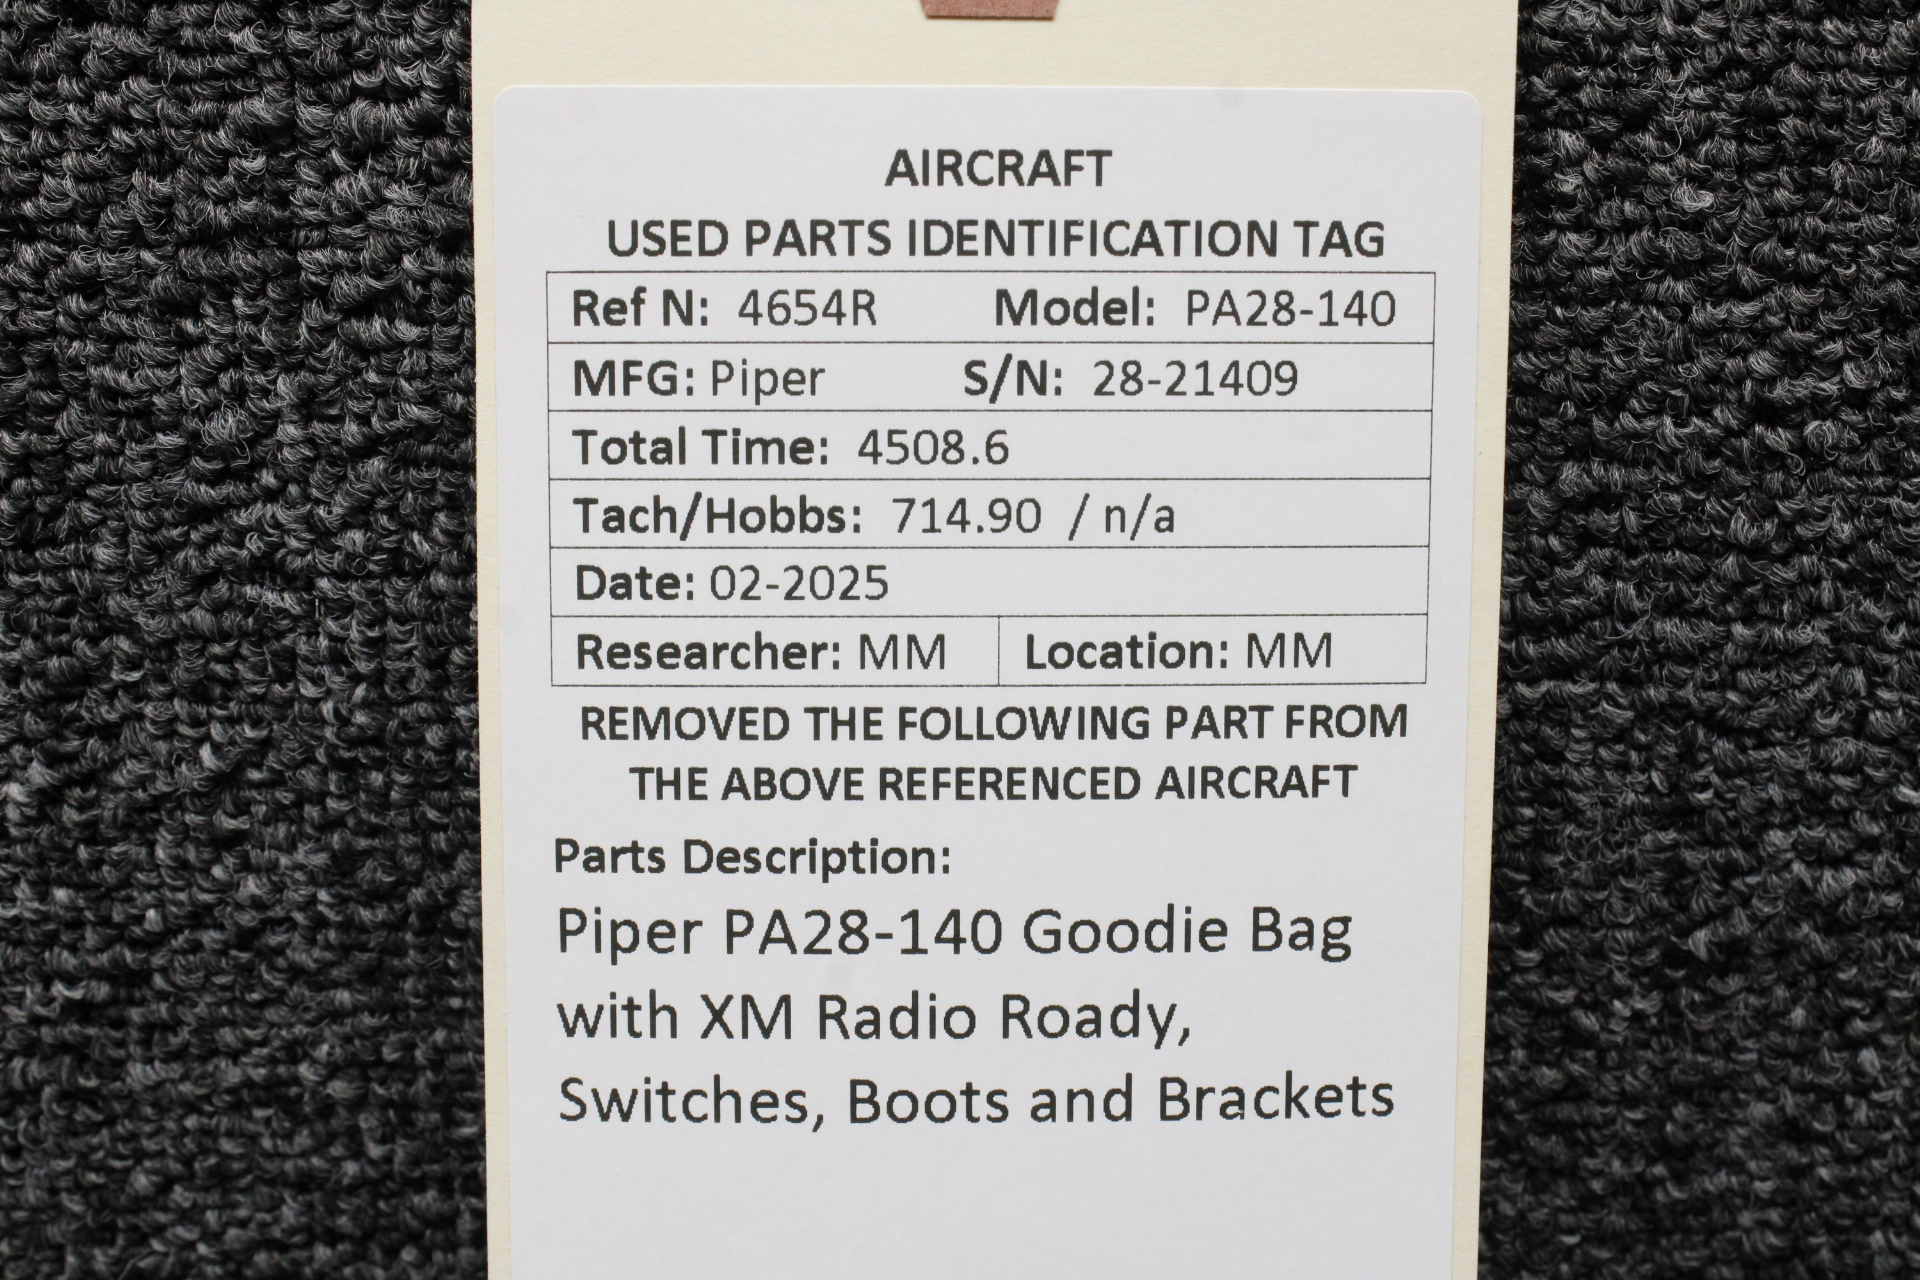 AIRCRAFT
USED PARTS IDENTIFICATION TAG
Ref N: 4654R Model: PA28-140
MFG: Piper S/N: 28-21409
Total Time: 4508.6
Tach/Hobbs: 714.90 / n/a
Date: 02-2025
Researcher: MM Location: MM
REMOVED THE FOLLOWING PART FROM
THE ABOVE REFERENCED AIRCRAFT
Parts Description:
Piper PA28-140 Goodie Bag
with XM Radio Roady,
Switches, Boots and Brackets